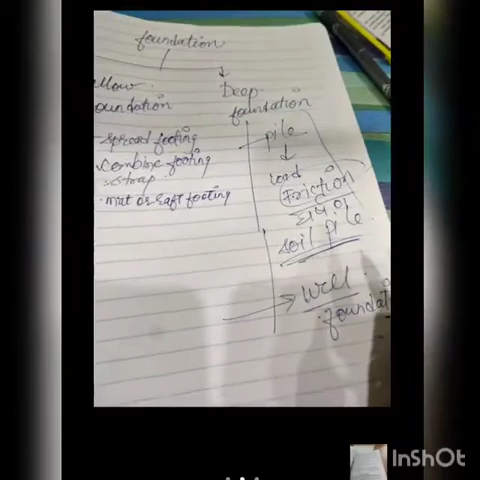 foundation
llow
oundation
- Spread footing
Combine footing
Strap
• mat or raft footing
Deep
foundation
pile
load
Friction
soil pile
Well
foundati
InShOt